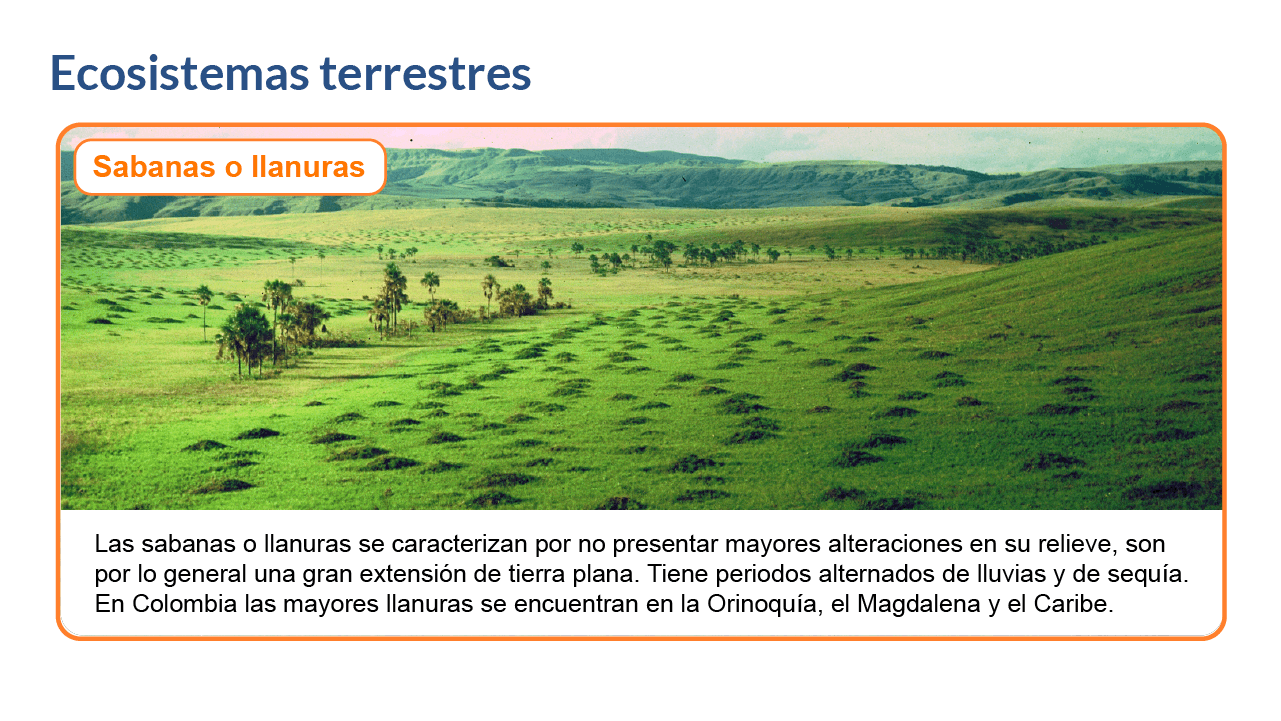 Ecosistemas terrestres
Sabanas o llanuras
Las sabanas o llanuras se caracterizan por no presentar mayores alteraciones en su relieve, son
por lo general una gran extensión de tierra plana. Tiene periodos alternados de lluvias y de sequía.
En Colombia las mayores llanuras se encuentran en la Orinoquía, el Magdalena y el Caribe.